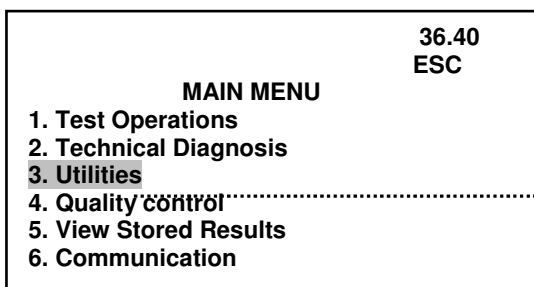 36.40
ESC
MAIN MENU
1. Test Operations
2. Technical Diagnosis
3. Utilities
4. Quality control
5. View Stored Results
6. Communication